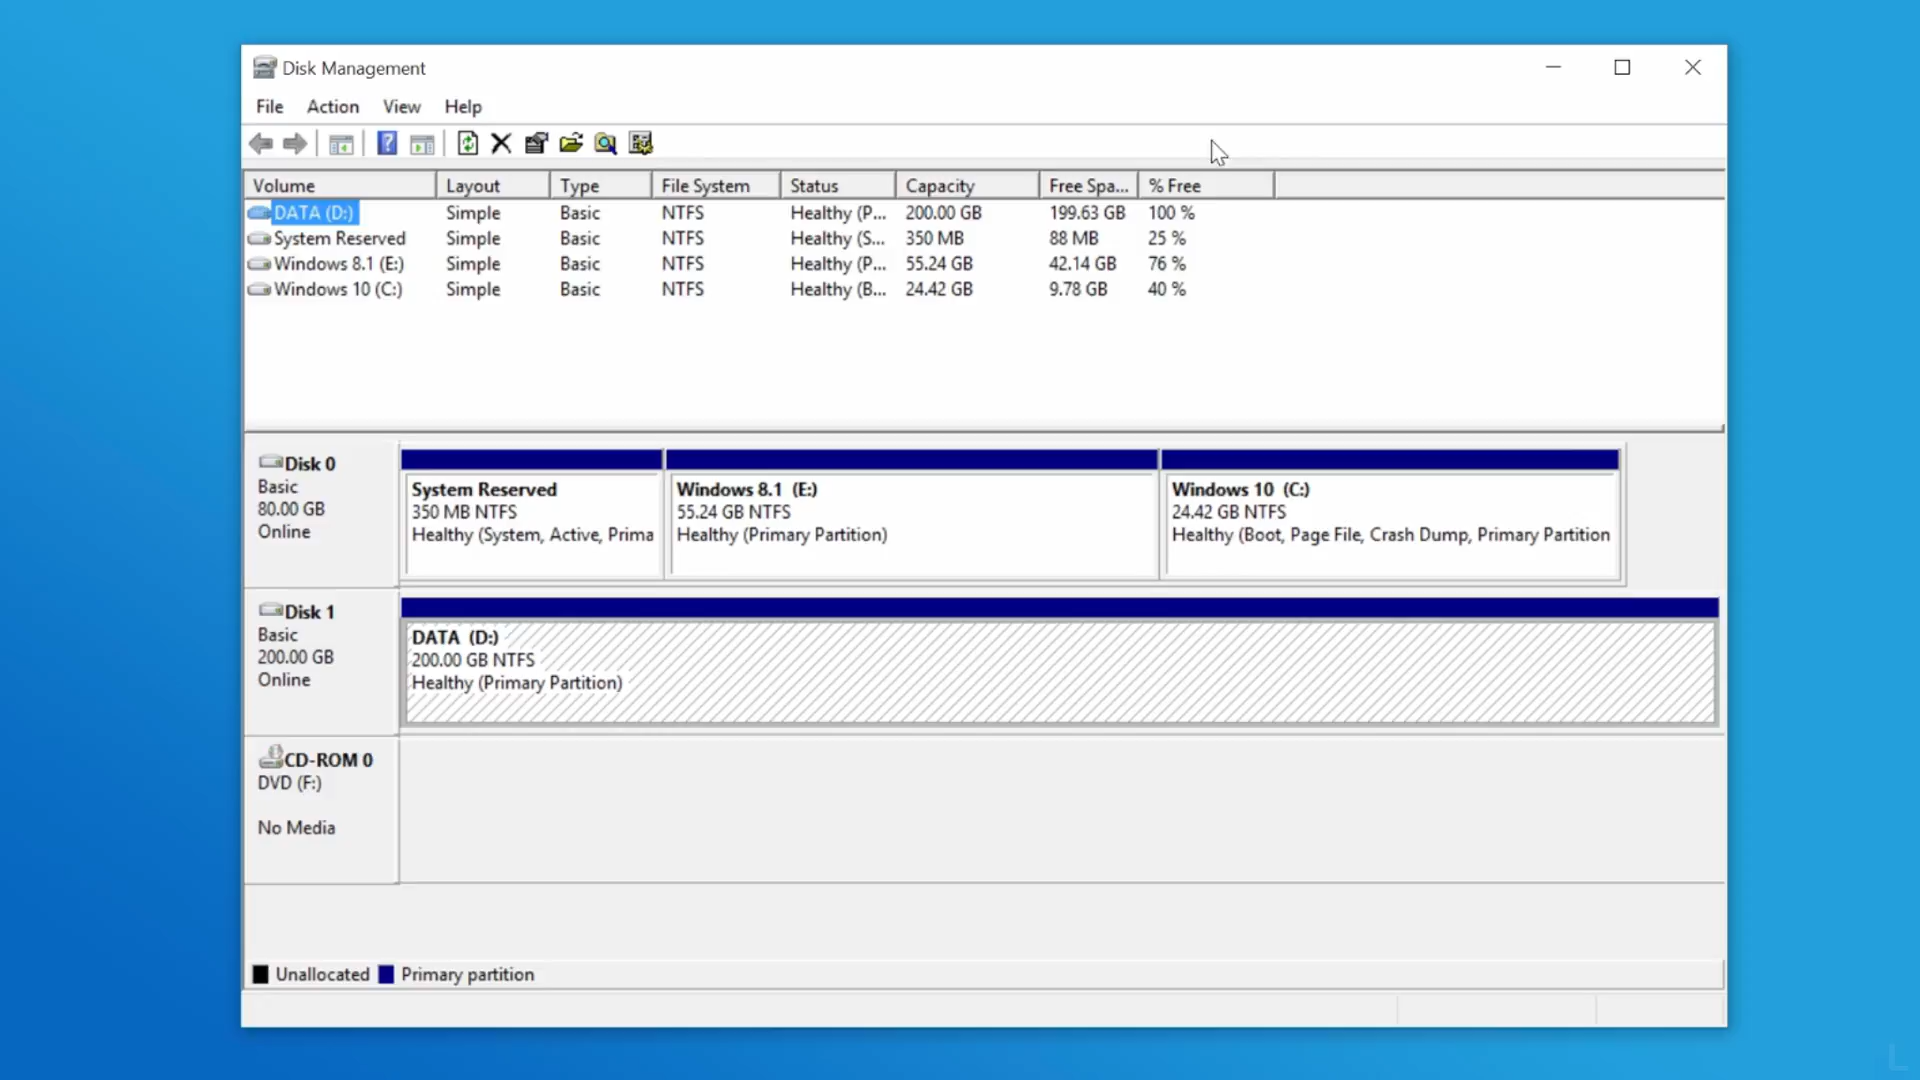 Disk Management
File Action View Help
Volume Layout Type File System Status Capacity Free Spa... % Free
DATA (D:) Simple Basic NTFS Healthy (P... 200.00 GB 199.63 GB 100 %
System Reserved Simple Basic NTFS Healthy (S... 350 MB 88 MB 25 %
Windows 8.1 (E:) Simple Basic NTFS Healthy (P... 55.24 GB 42.14 GB 76 %
Windows 10 (C:) Simple Basic NTFS Healthy (B... 24.42 GB 9.78 GB 40 %
Disk 0
Basic
80.00 GB
Online
System Reserved
350 MB NTFS
Healthy (System, Active, Prima
Windows 8.1 (E:)
55.24 GB NTFS
Healthy (Primary Partition)
Windows 10 (C:)
24.42 GB NTFS
Healthy (Boot, Page File, Crash Dump, Primary Partition
Disk 1
Basic
200.00 GB
Online
DATA (D:)
200.00 GB NTFS
Healthy (Primary Partition)
CD-ROM 0
DVD (F:)
No Media
Unallocated Primary partition
L